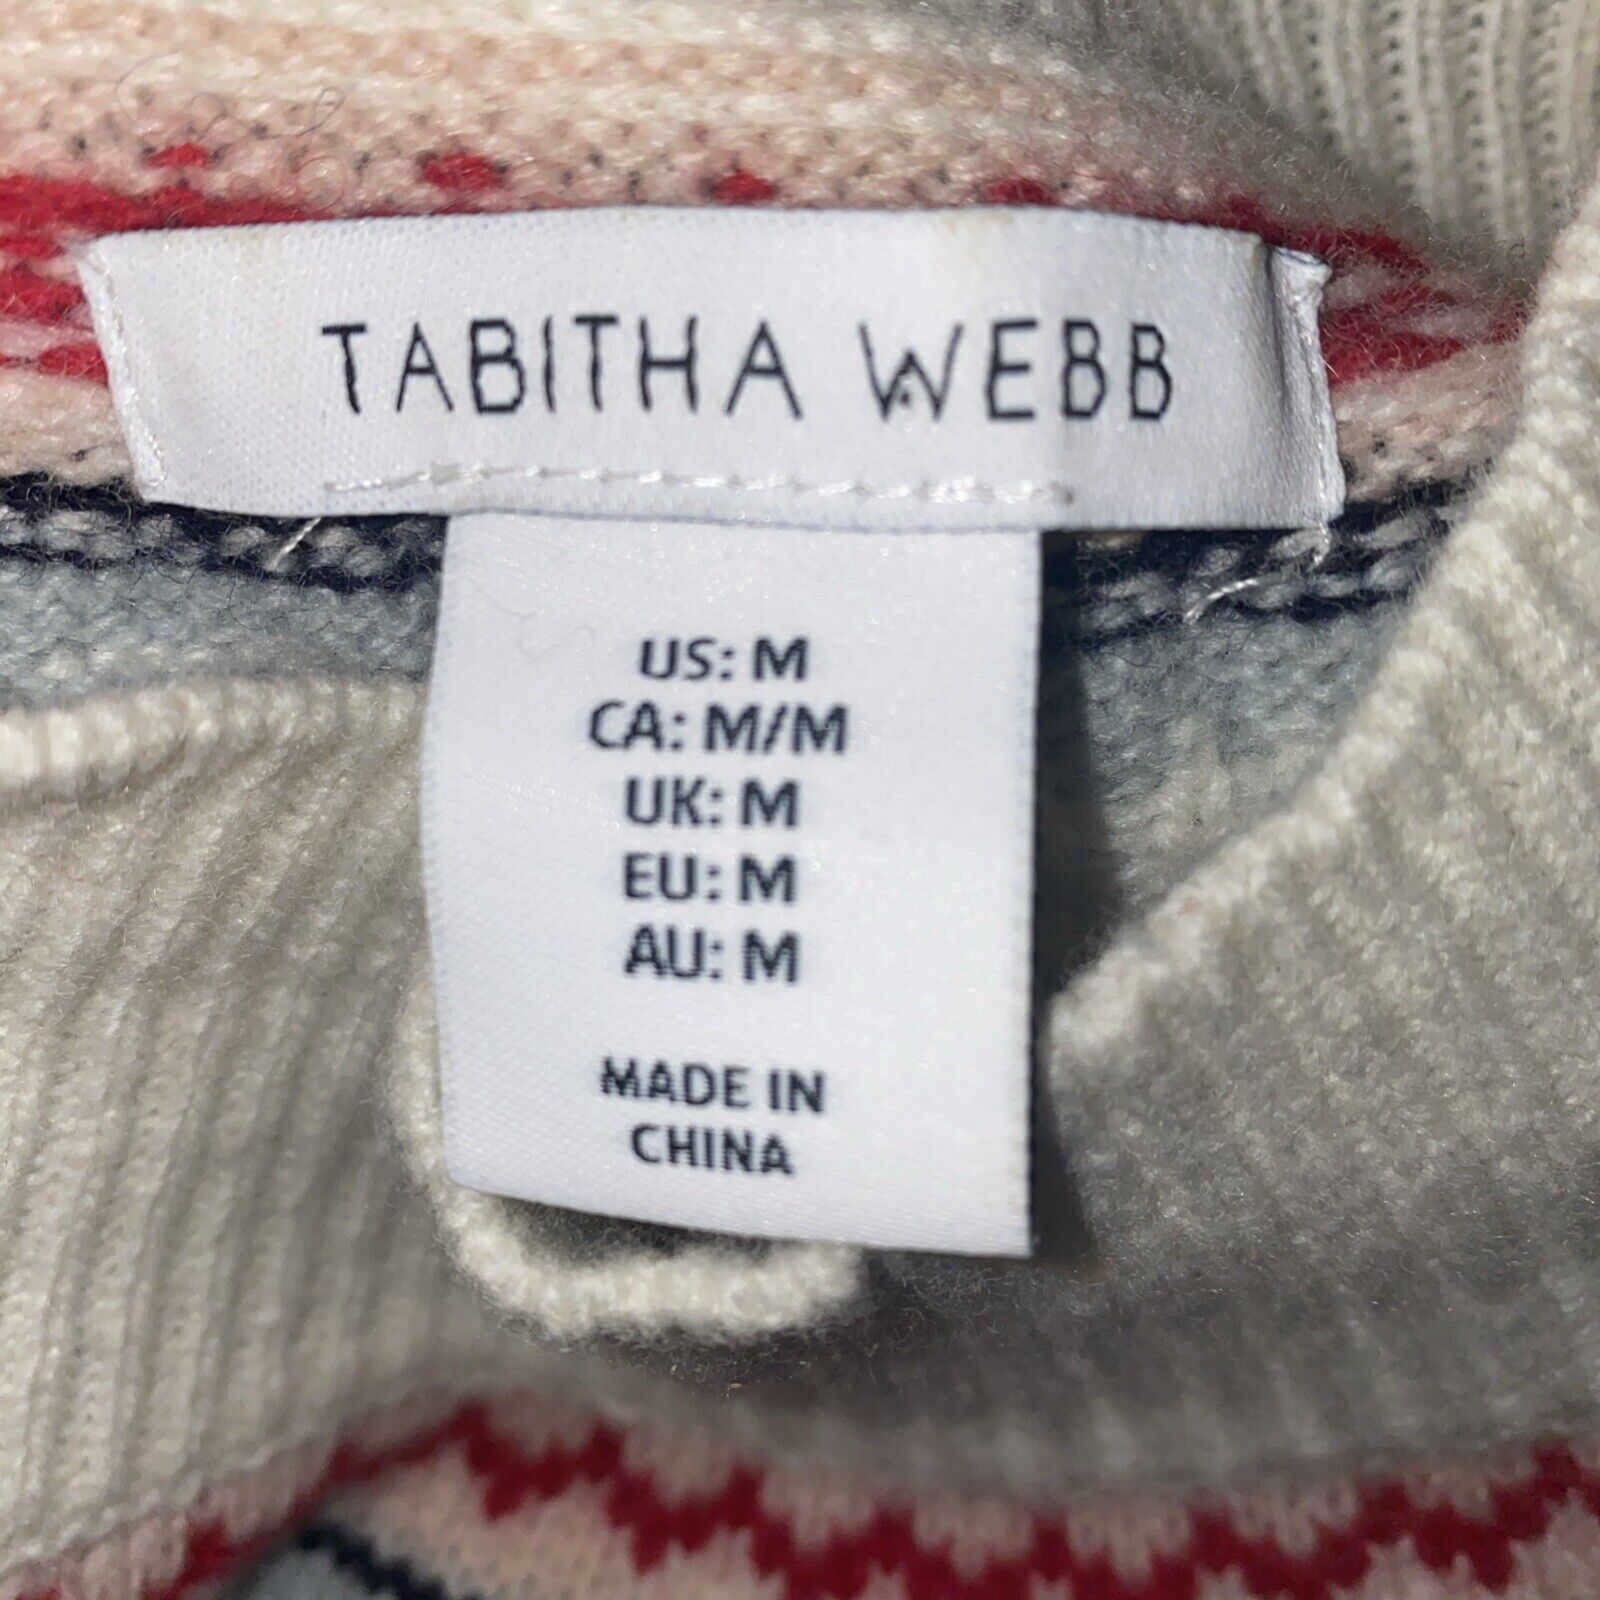 TABITHA WEBB
US: M
CA: M/M
UK: M
EU: M
AU: M
MADE IN
CHINA